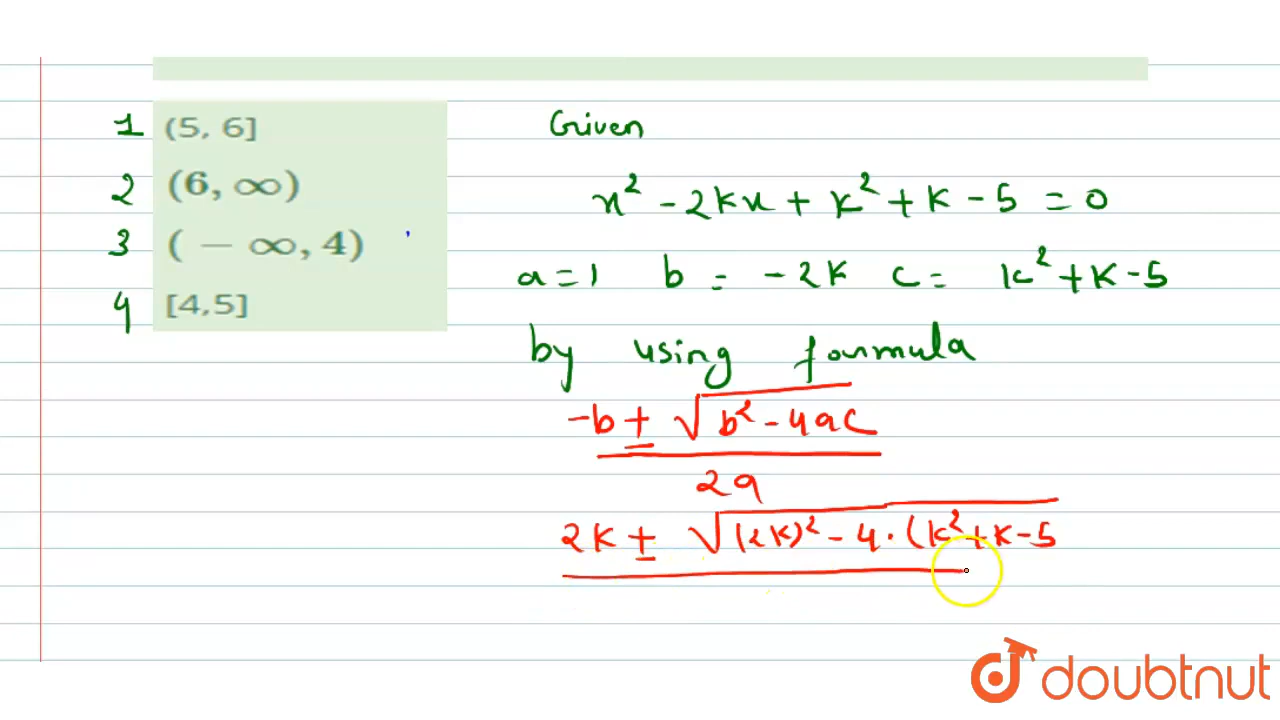 1 (5, 6]
2 (6, ∞)
3 ( − ∞, 4)
4 [4,5]
Given
x² - 2kx + k² + k - 5 = 0
a = 1 b = - 2k c = k² + k - 5
by using formula
-b ± √b² - 4ac
2a
2k ± √(2k)² - 4 · (k² + k - 5
doubtnut